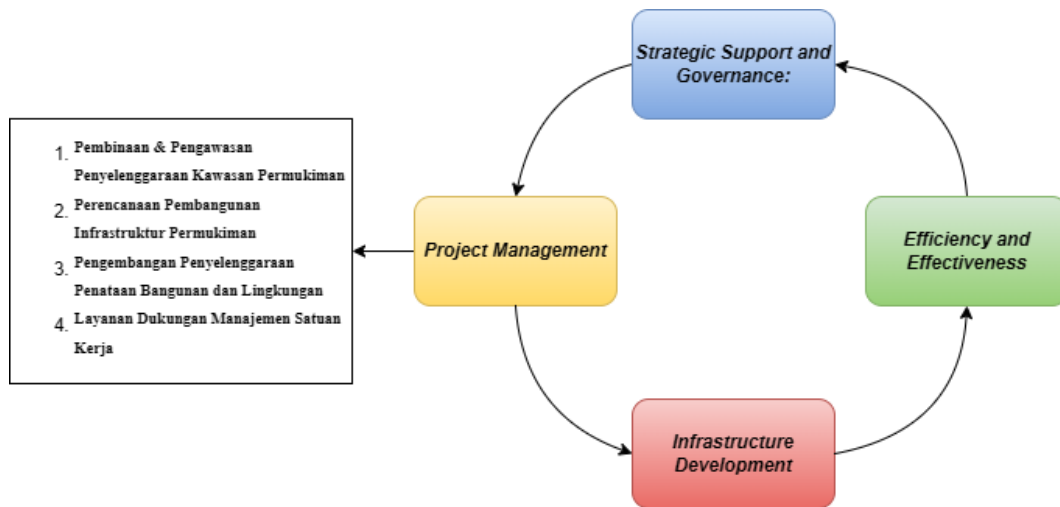 Strategic Support and
Governance:
1. Pembinaan & Pengawasan
Penyelenggaraan Kawasan Permukiman
2. Perencanaan Pembangunan
Infrastruktur Permukiman
3. Pengembangan Penyelenggaraan
Penataan Bangunan dan Lingkungan
4. Layanan Dukungan Manajemen Satuan
Kerja
Project Management
Efficiency and
Effectiveness
Infrastructure
Development